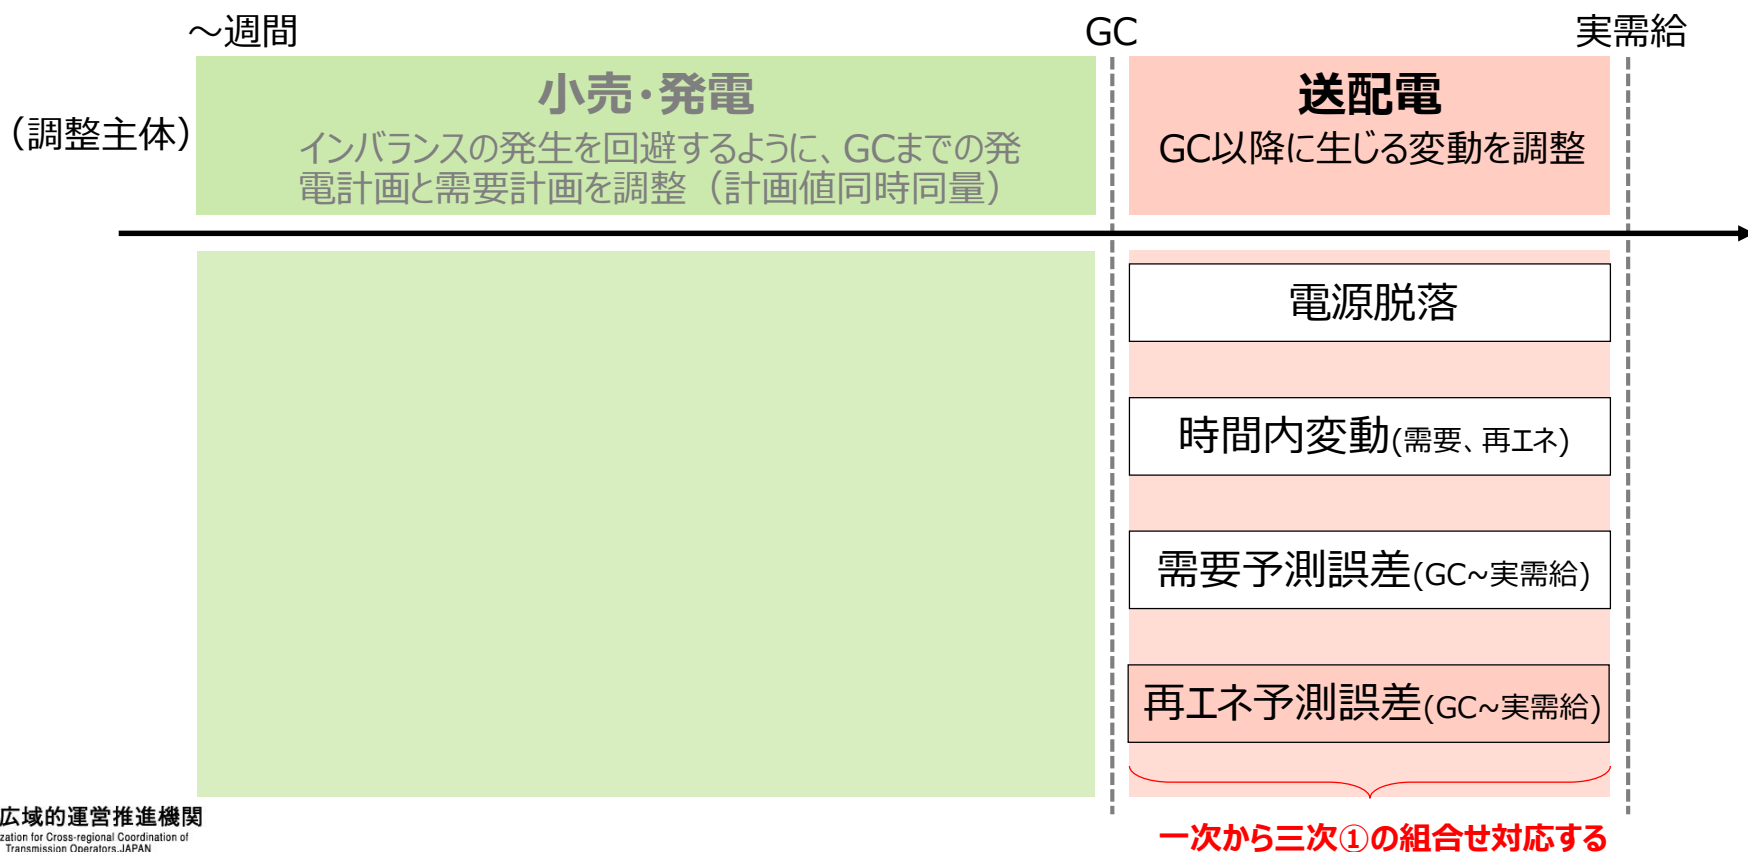 ～週間
GC
実需給
（調整主体）
小売・発電
インバランスの発生を回避するように、GCまでの発
電計画と需要計画を調整（計画値同時同量）
送配電
GC以降に生じる変動を調整
電源脱落
時間内変動(需要、再エネ)
需要予測誤差(GC~実需給)
再エネ予測誤差(GC~実需給)
一次から三次①の組合せ対応する
広域的運営推進機関
zation for Cross-regional Coordination of
Transmission Operators,JAPAN